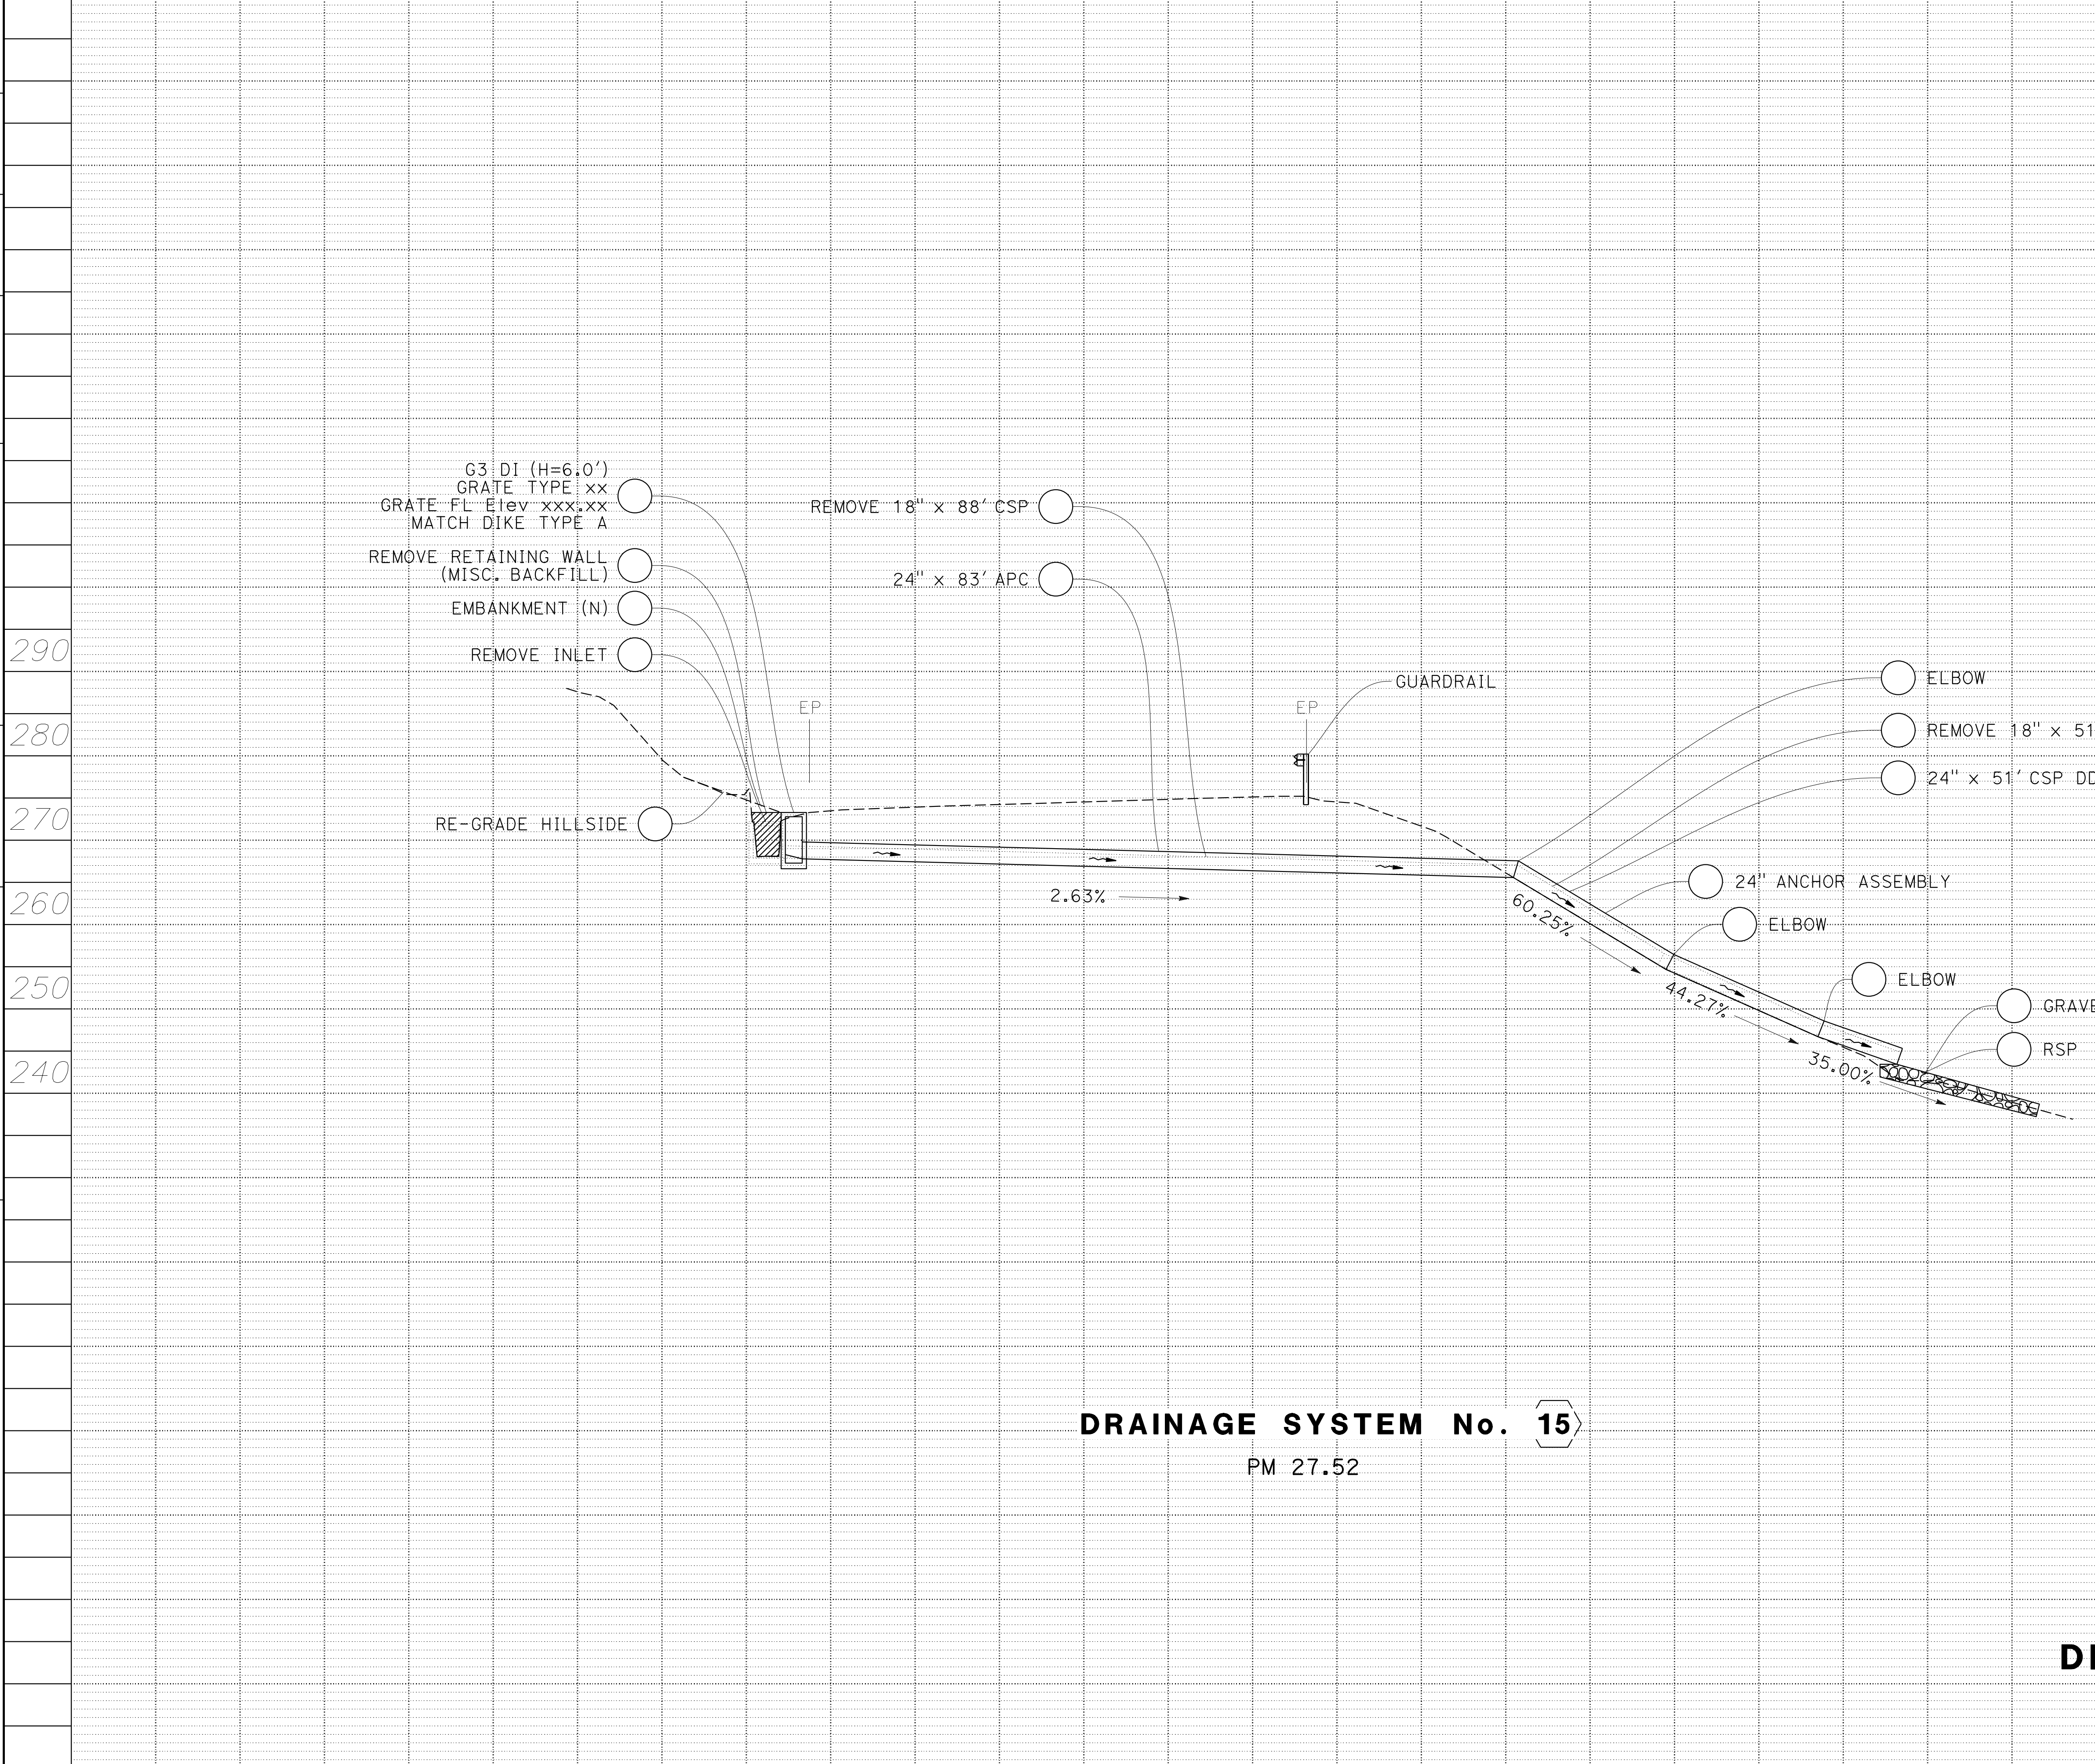 G3 DI (H=6.0')
GRATE TYPE xx
GRATE FL Elev xxx.xx
MATCH DIKE TYPE A
REMOVE RETAINING WALL
(MISC. BACKFILL)
EMBANKMENT (N)
REMOVE INLET
RE-GRADE HILLSIDE
REMOVE 18" x 88' CSP
24" x 83' APC
EP
EP
GUARDRAIL
ELBOW
REMOVE 18" x 51
24" x 51' CSP DD
24" ANCHOR ASSEMBLY
ELBOW
ELBOW
GRAVE
RSP
2.63%
60.25%
44.27%
35.00%
290
280
270
260
250
240
DRAINAGE SYSTEM No. 15
PM 27.52